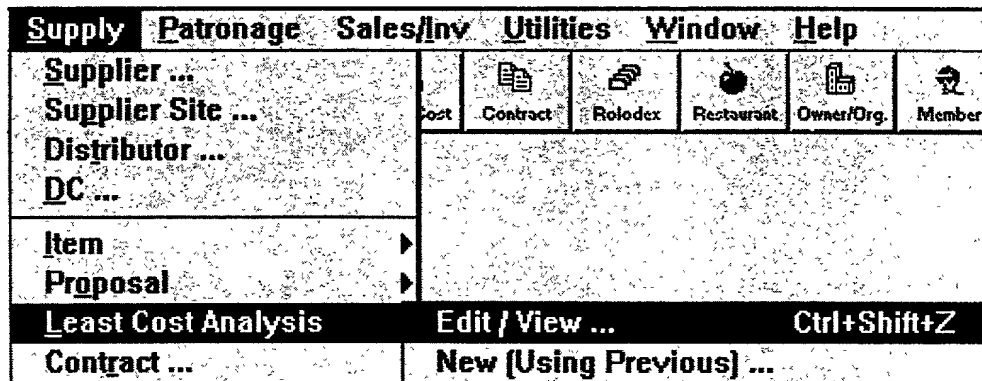 Supply Patronage Sales/Inv Utilities Window Help
Supplier ...
Supplier Site ...
Cost Contract Rolodex Restaurant Owner/Org. Member
Distributor ...
DC ...
Item
Proposal
Least Cost Analysis Edit / View ... Ctrl+Shift+Z
Contract ... New (Using Previous) ...